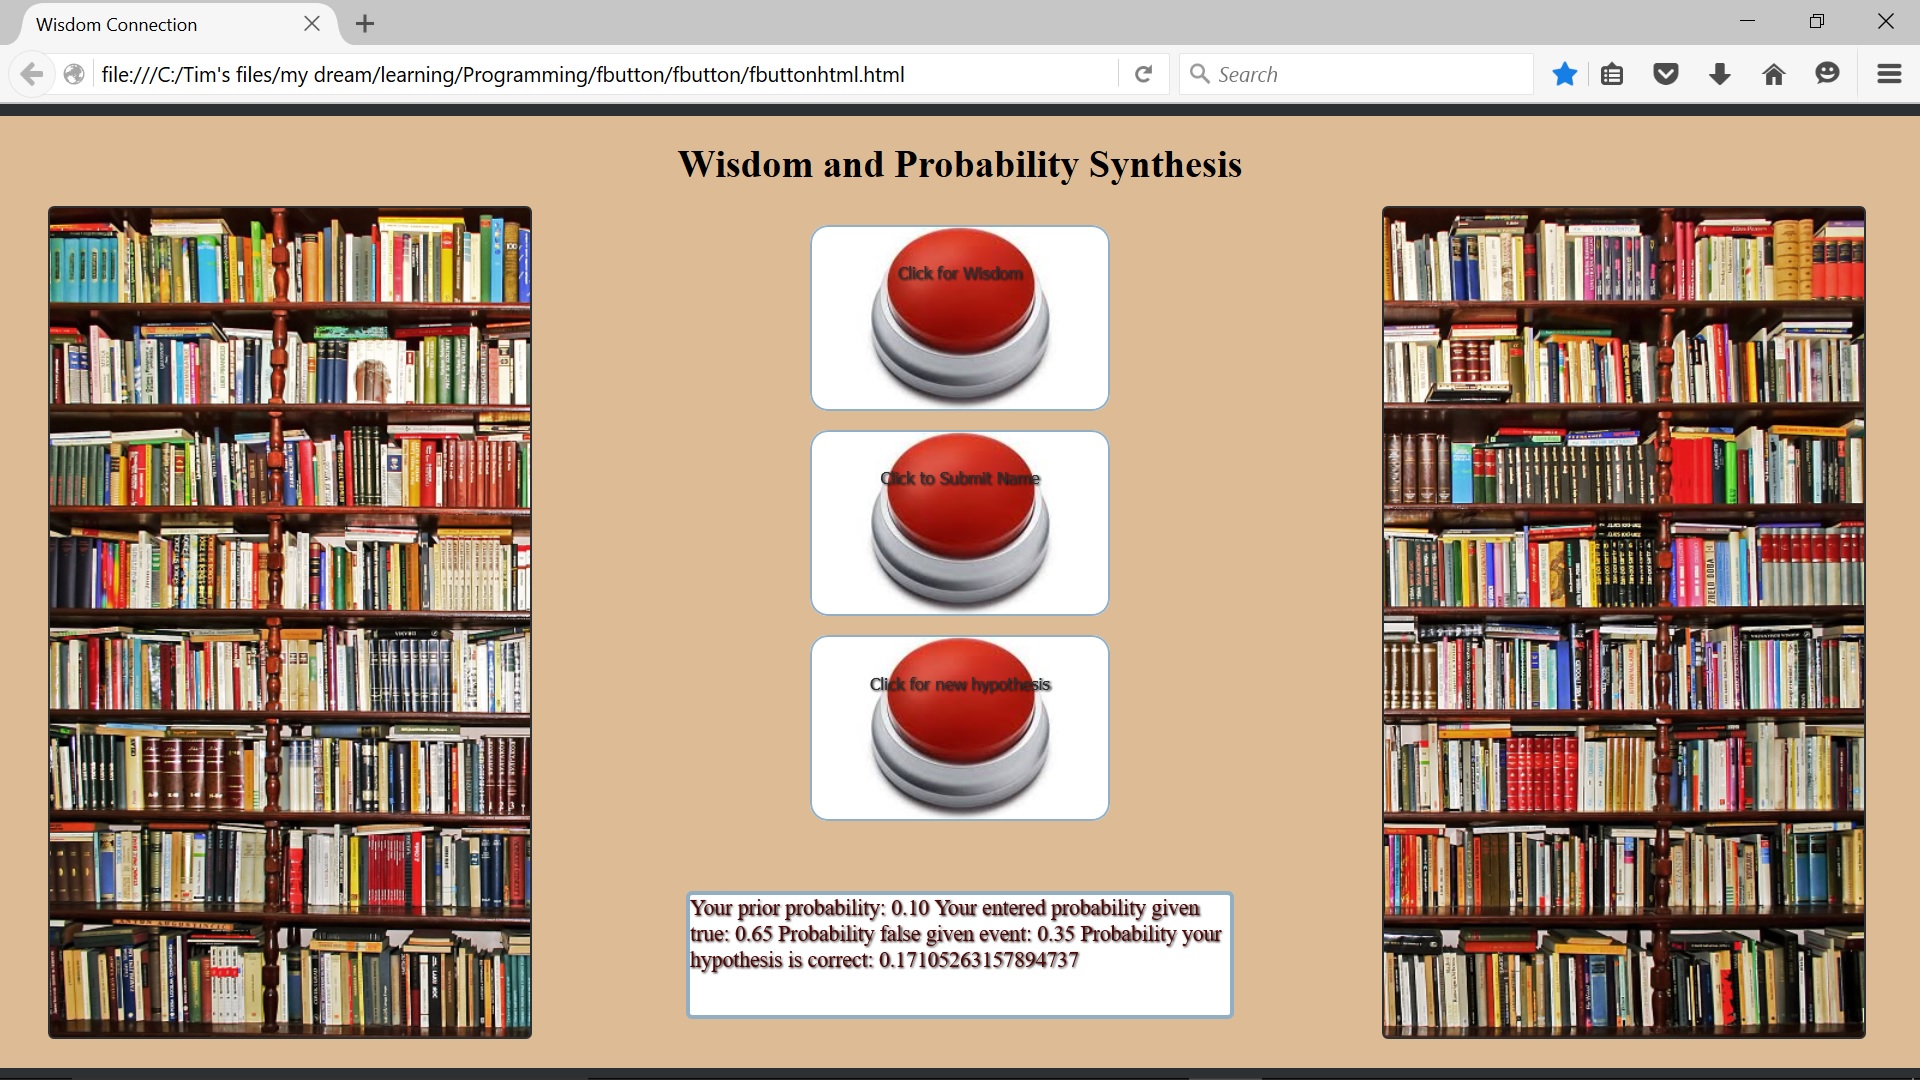 Wisdom Connection
file:///C:/Tim's files/my dream/learning/Programming/fbutton/fbutton/fbuttonhtml.html
Search
Wisdom and Probability Synthesis
Click for Wisdom
Click to Submit Name
Click for new hypothesis
Your prior probability: 0.10 Your entered probability given
true: 0.65 Probability false given event: 0.35 Probability your
hypothesis is correct: 0.17105263157894737